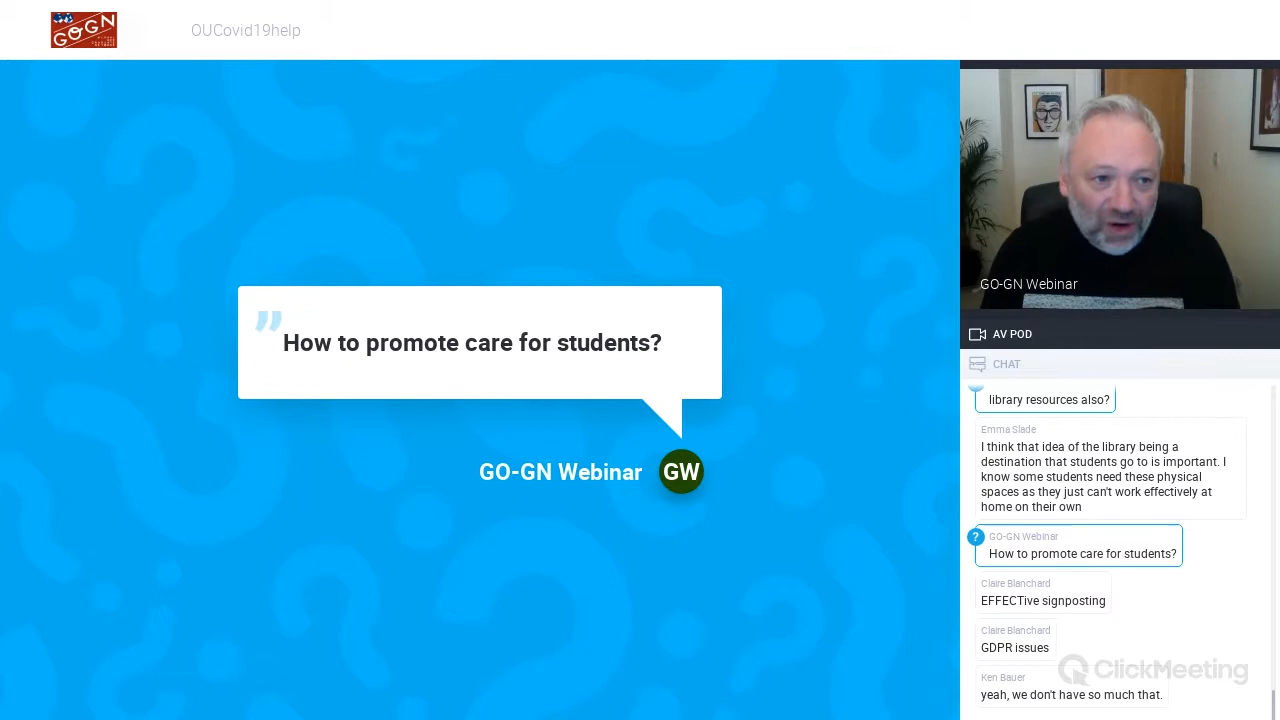 GOGN
OUCovid19help
How to promote care for students?
GO-GN Webinar
GW
GO-GN Webinar
AV POD
CHAT
library resources also?
Emma Slade
I think that idea of the library being a
destination that students go to is important. I
know some students need these physical
spaces as they just can't work effectively at
home on their own
?
GO-GN Webinar
How to promote care for students?
Claire Blanchard
EFFECTive signposting
Claire Blanchard
GDPR issues
Ken Bauer
yeah, we don't have so much that.
ClickMeeting